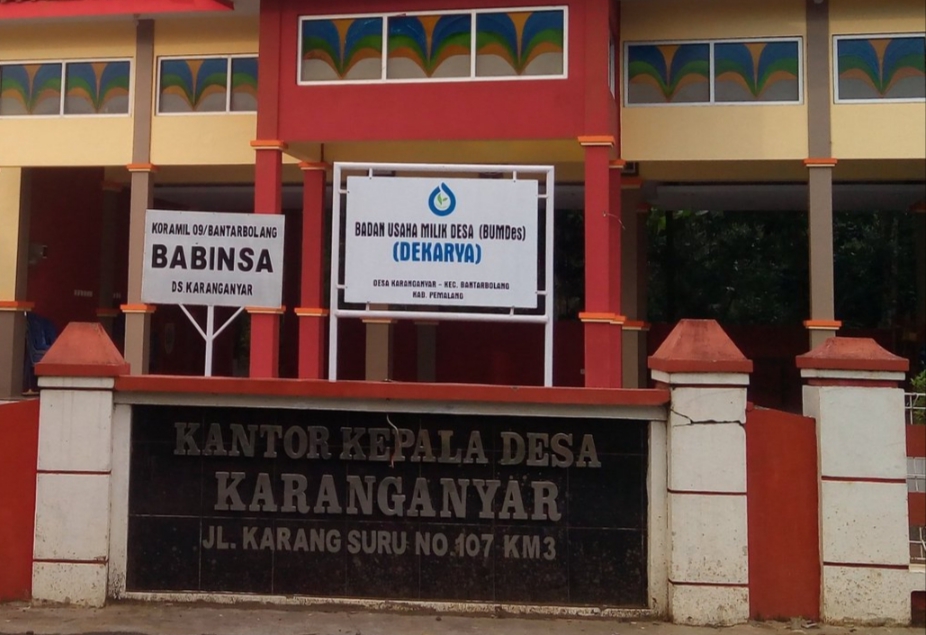 KORAMIL 09/BANTARBOLANG
BABINSA
DS.KARANGANYAR
BADAN USAHA MILIK DESA (BUMDes)
(DEKARYA)
DESA KARANGANYAR - KEC. BANTARBOLANG
KAB. PEMALANG
KANTOR KEPALA DESA
KARANGANYAR
JL. KARANG SURU NO.107 KM3